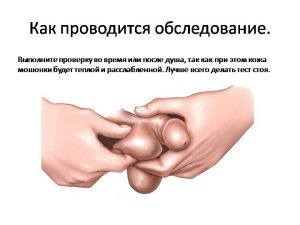 Как проводится обследование.
Выполните проверку во время или после душа, так как при этом кожа
мошонки будет теплой и расслабленной. Лучше всего делать тест стоя.